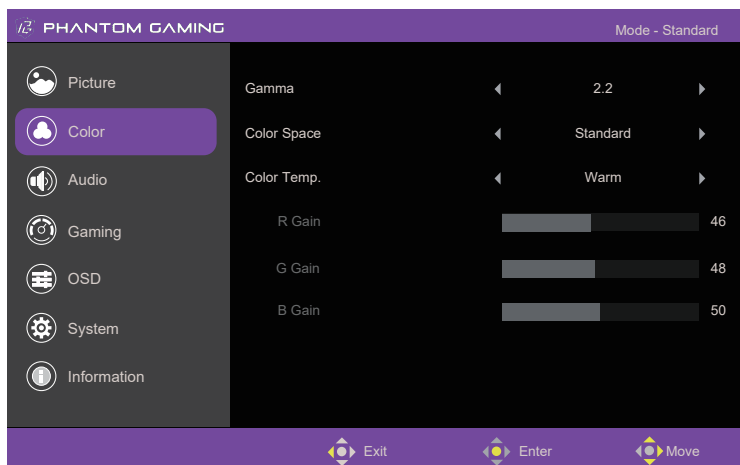 PHANTOM GAMING
Mode - Standard
Picture
Color
Audio
Gaming
OSD
System
Information
Gamma 2.2
Color Space Standard
Color Temp. Warm
R Gain 46
G Gain 48
B Gain 50
Exit Enter Move